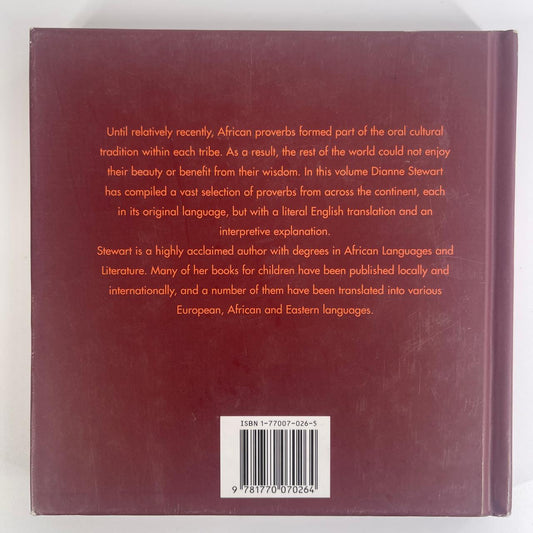 Until relatively recently, African proverbs formed part of the oral cultural
tradition within each tribe. As a result, the rest of the world could not enjoy
their beauty or benefit from their wisdom. In this volume Dianne Stewart
has compiled a vast selection of proverbs from across the continent, each
in its original language, but with a literal English translation and an
interpretive explanation.
Stewart is a highly acclaimed author with degrees in African Languages and
Literature. Many of her books for children have been published locally and
internationally, and a number of them have been translated into various
European, African and Eastern languages.
ISBN 1-77007-026-5
9 781770 070264